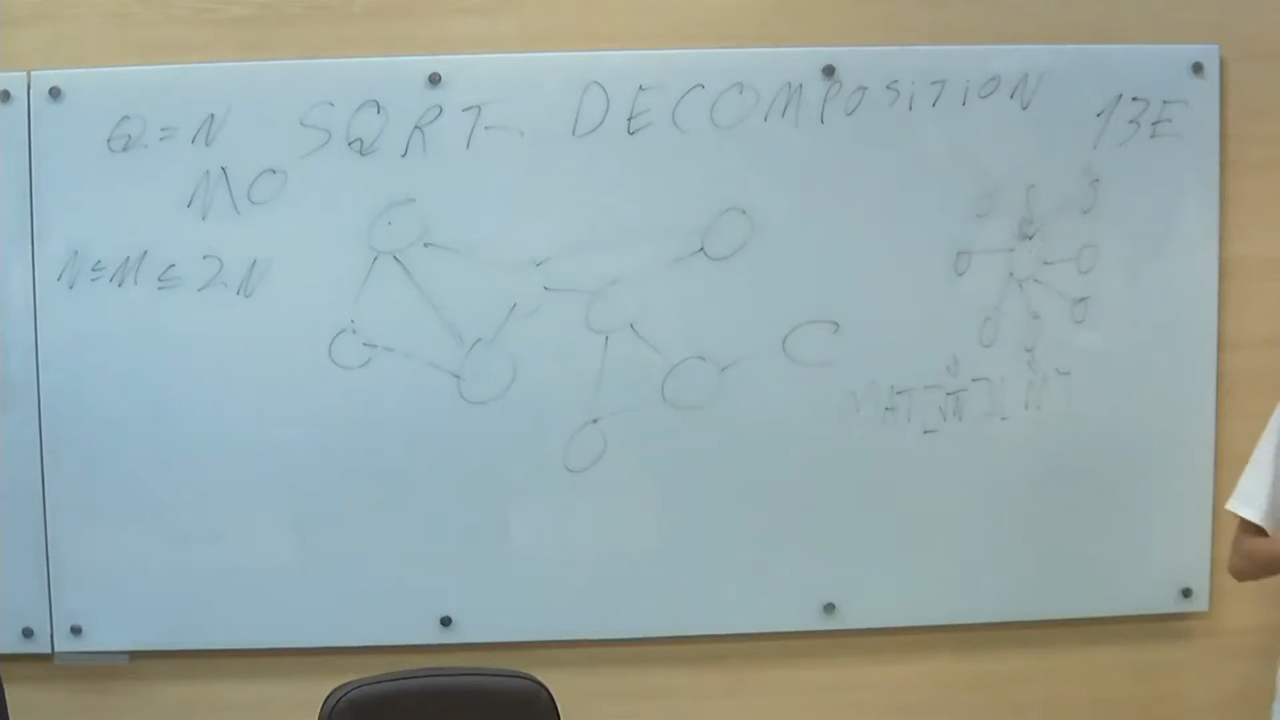 Q = N SQRT DECOMPOSITION 13E
MO
N ≤ M ≤ 2N